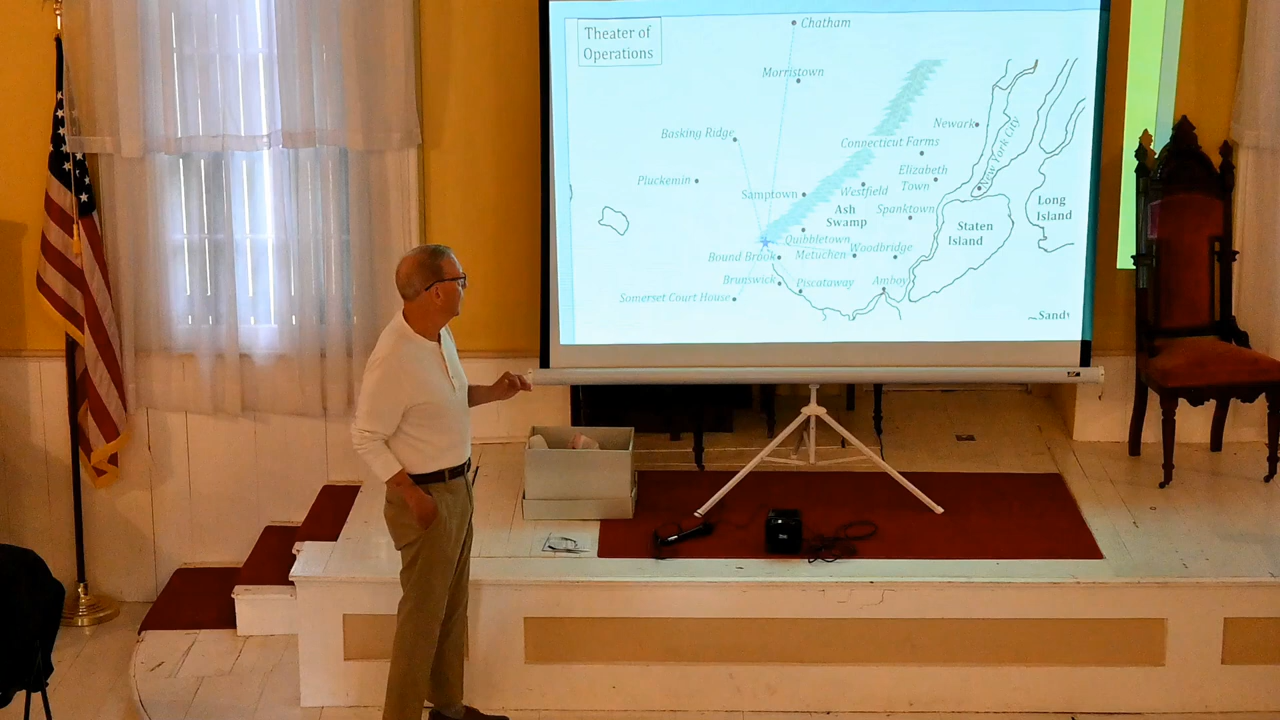 Theater of
Operations
Chatham
Morristown
Basking Ridge
Newark
Connecticut Farms
New York City
Pluckemin
Elizabeth
Town
Samptown
Westfield
Ash
Swamp
Spanktown
Long
Island
Staten
Island
Quibbletown
Bound Brook
Metuchen
Woodbridge
Brunswick
Piscataway
Amboy
Somerset Court House
Sandy